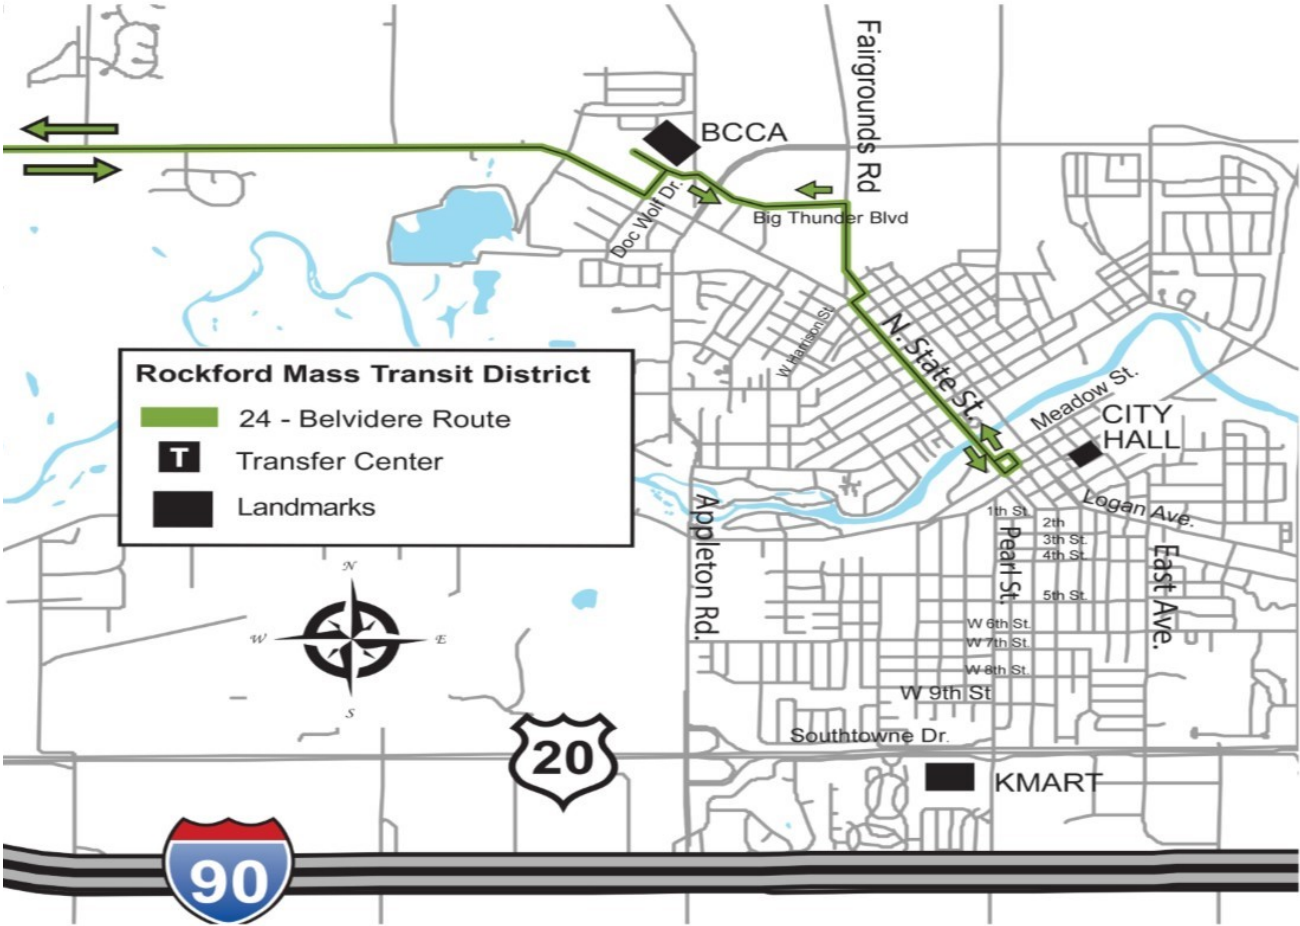 Fairgrounds Rd
BCCA
Doc Wolf Dr.
Big Thunder Blvd
W Harrison St
N. State St.
Meadow St.
CITY
HALL
Rockford Mass Transit District
24 - Belvidere Route
T
Transfer Center
Landmarks
Logan Ave.
Appleton Rd.
1th St.
2th
3th St.
4th St.
Pearl St.
East Ave.
5th St.
W 6th St.
W 7th St.
W 8th St.
W 9th St
N
W
E
S
Southtowne Dr.
20
KMART
90